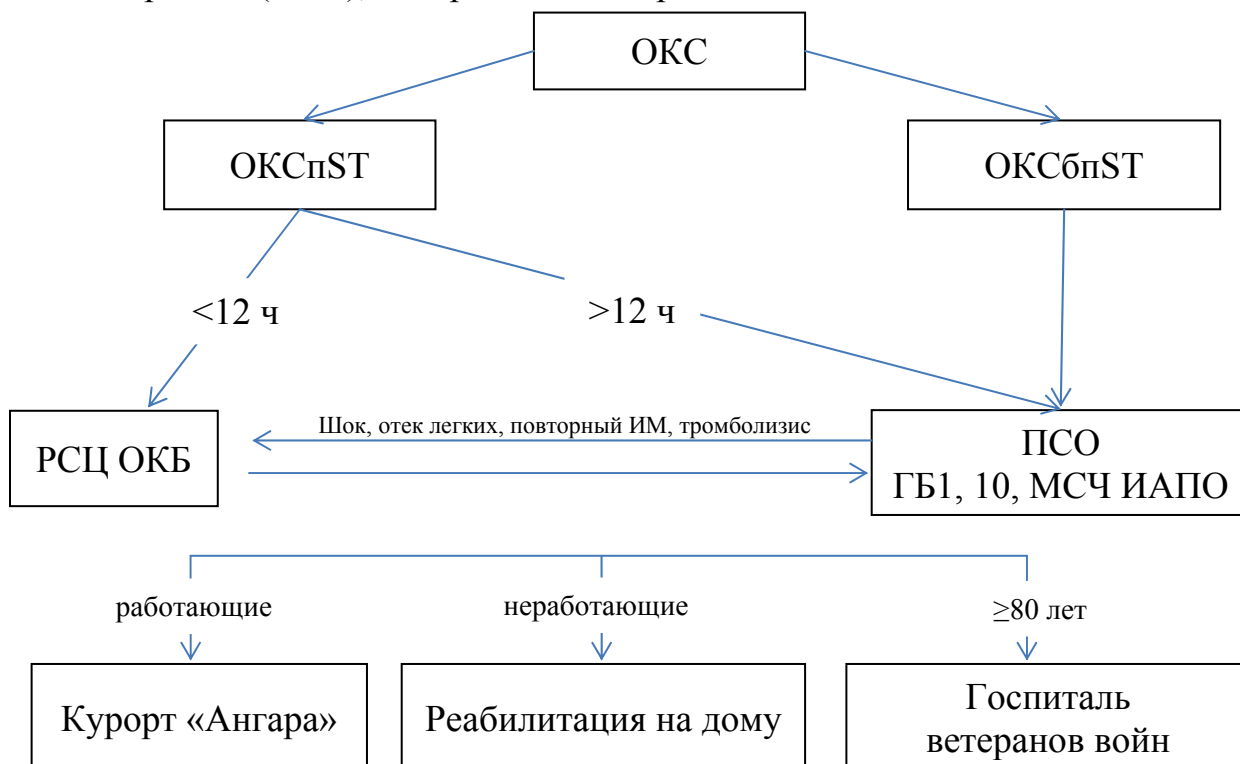 ОКС
ОКСпST
ОКСбпST
<12 ч
>12 ч
Шок, отек легких, повторный ИМ, тромболизис
РСЦ ОКБ
ПСО
ГБ1, 10, МСЧ ИАПО
работающие
неработающие
≥80 лет
Курорт «Ангара»
Реабилитация на дому
Госпиталь
ветеранов войн